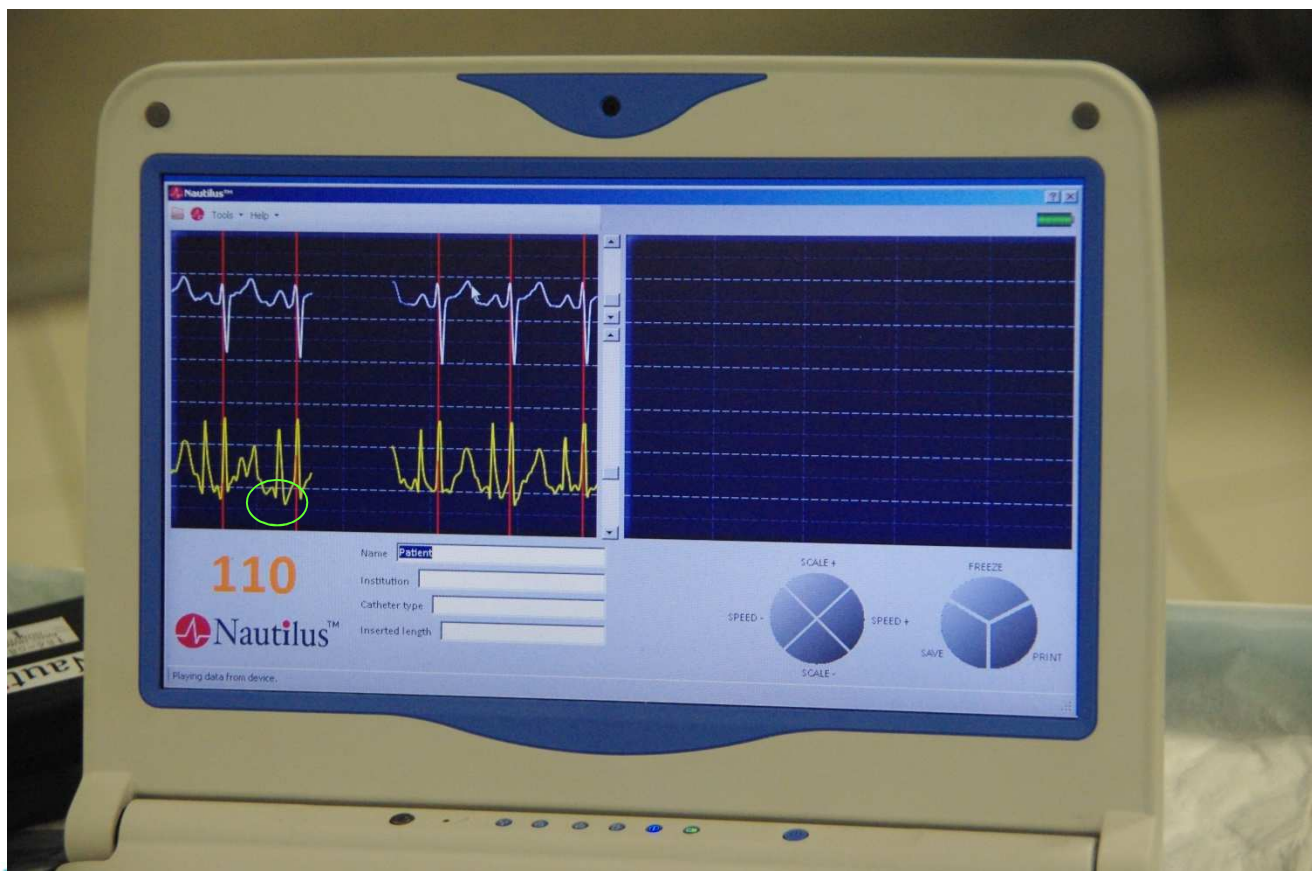 Nautilus™
Tools Help
110
Nautilus™
Name Patient
Institution
Catheter type
Inserted length
SCALE +
SPEED -
SPEED +
SCALE -
FREEZE
SAVE
PRINT
Playing data from device.
Nauti